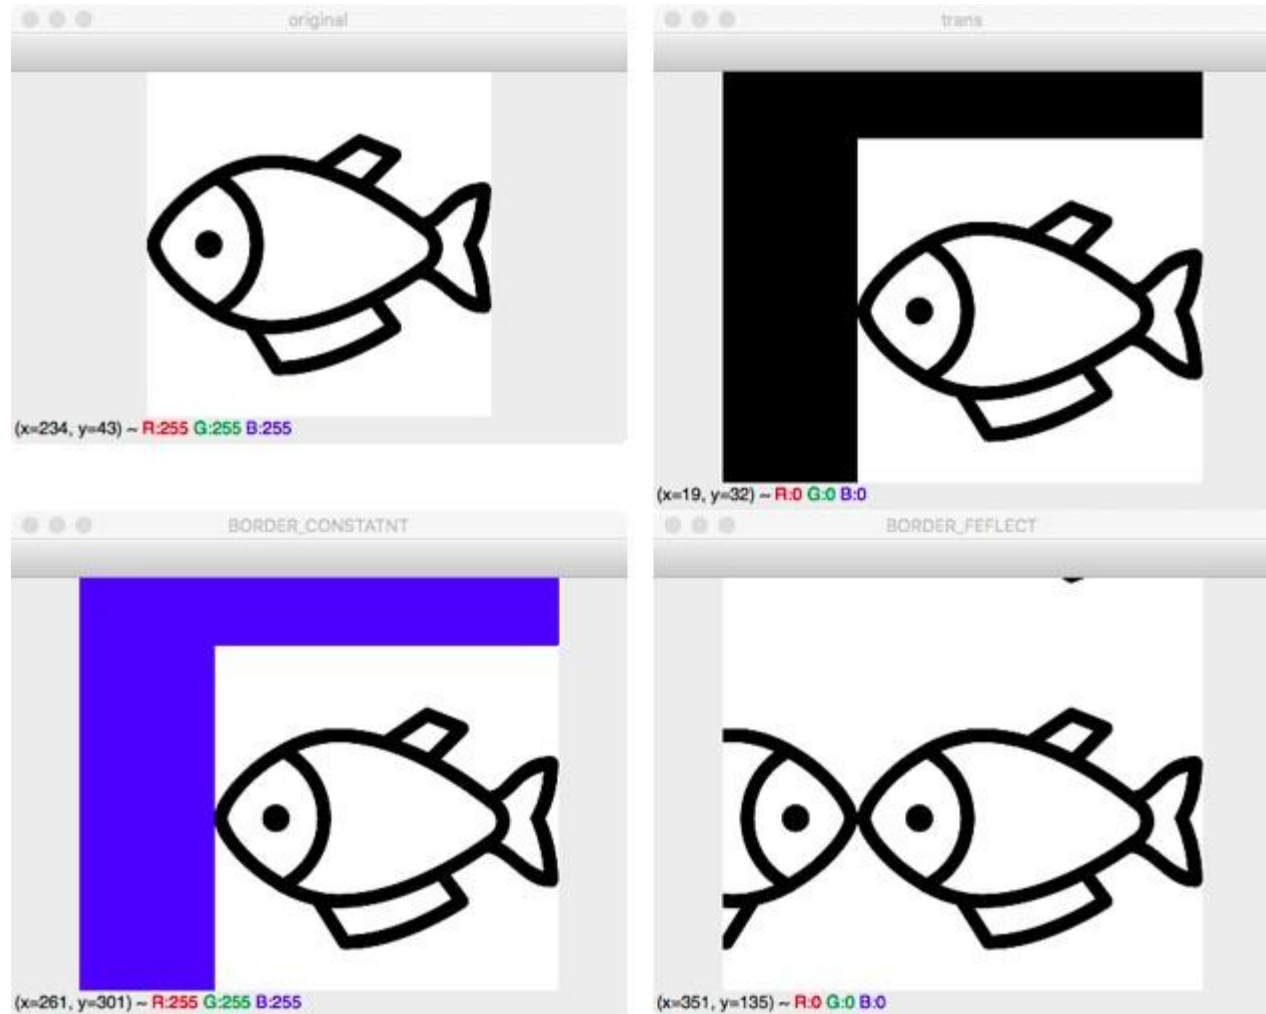 original
(x=234, y=43) ~ R:255 G:255 B:255
trans
(x=19, y=32) ~ R:0 G:0 B:0
BORDER_CONSTATNT
(x=261, y=301) ~ R:255 G:255 B:255
BORDER_FEFLECT
(x=351, y=135) ~ R:0 G:0 B:0